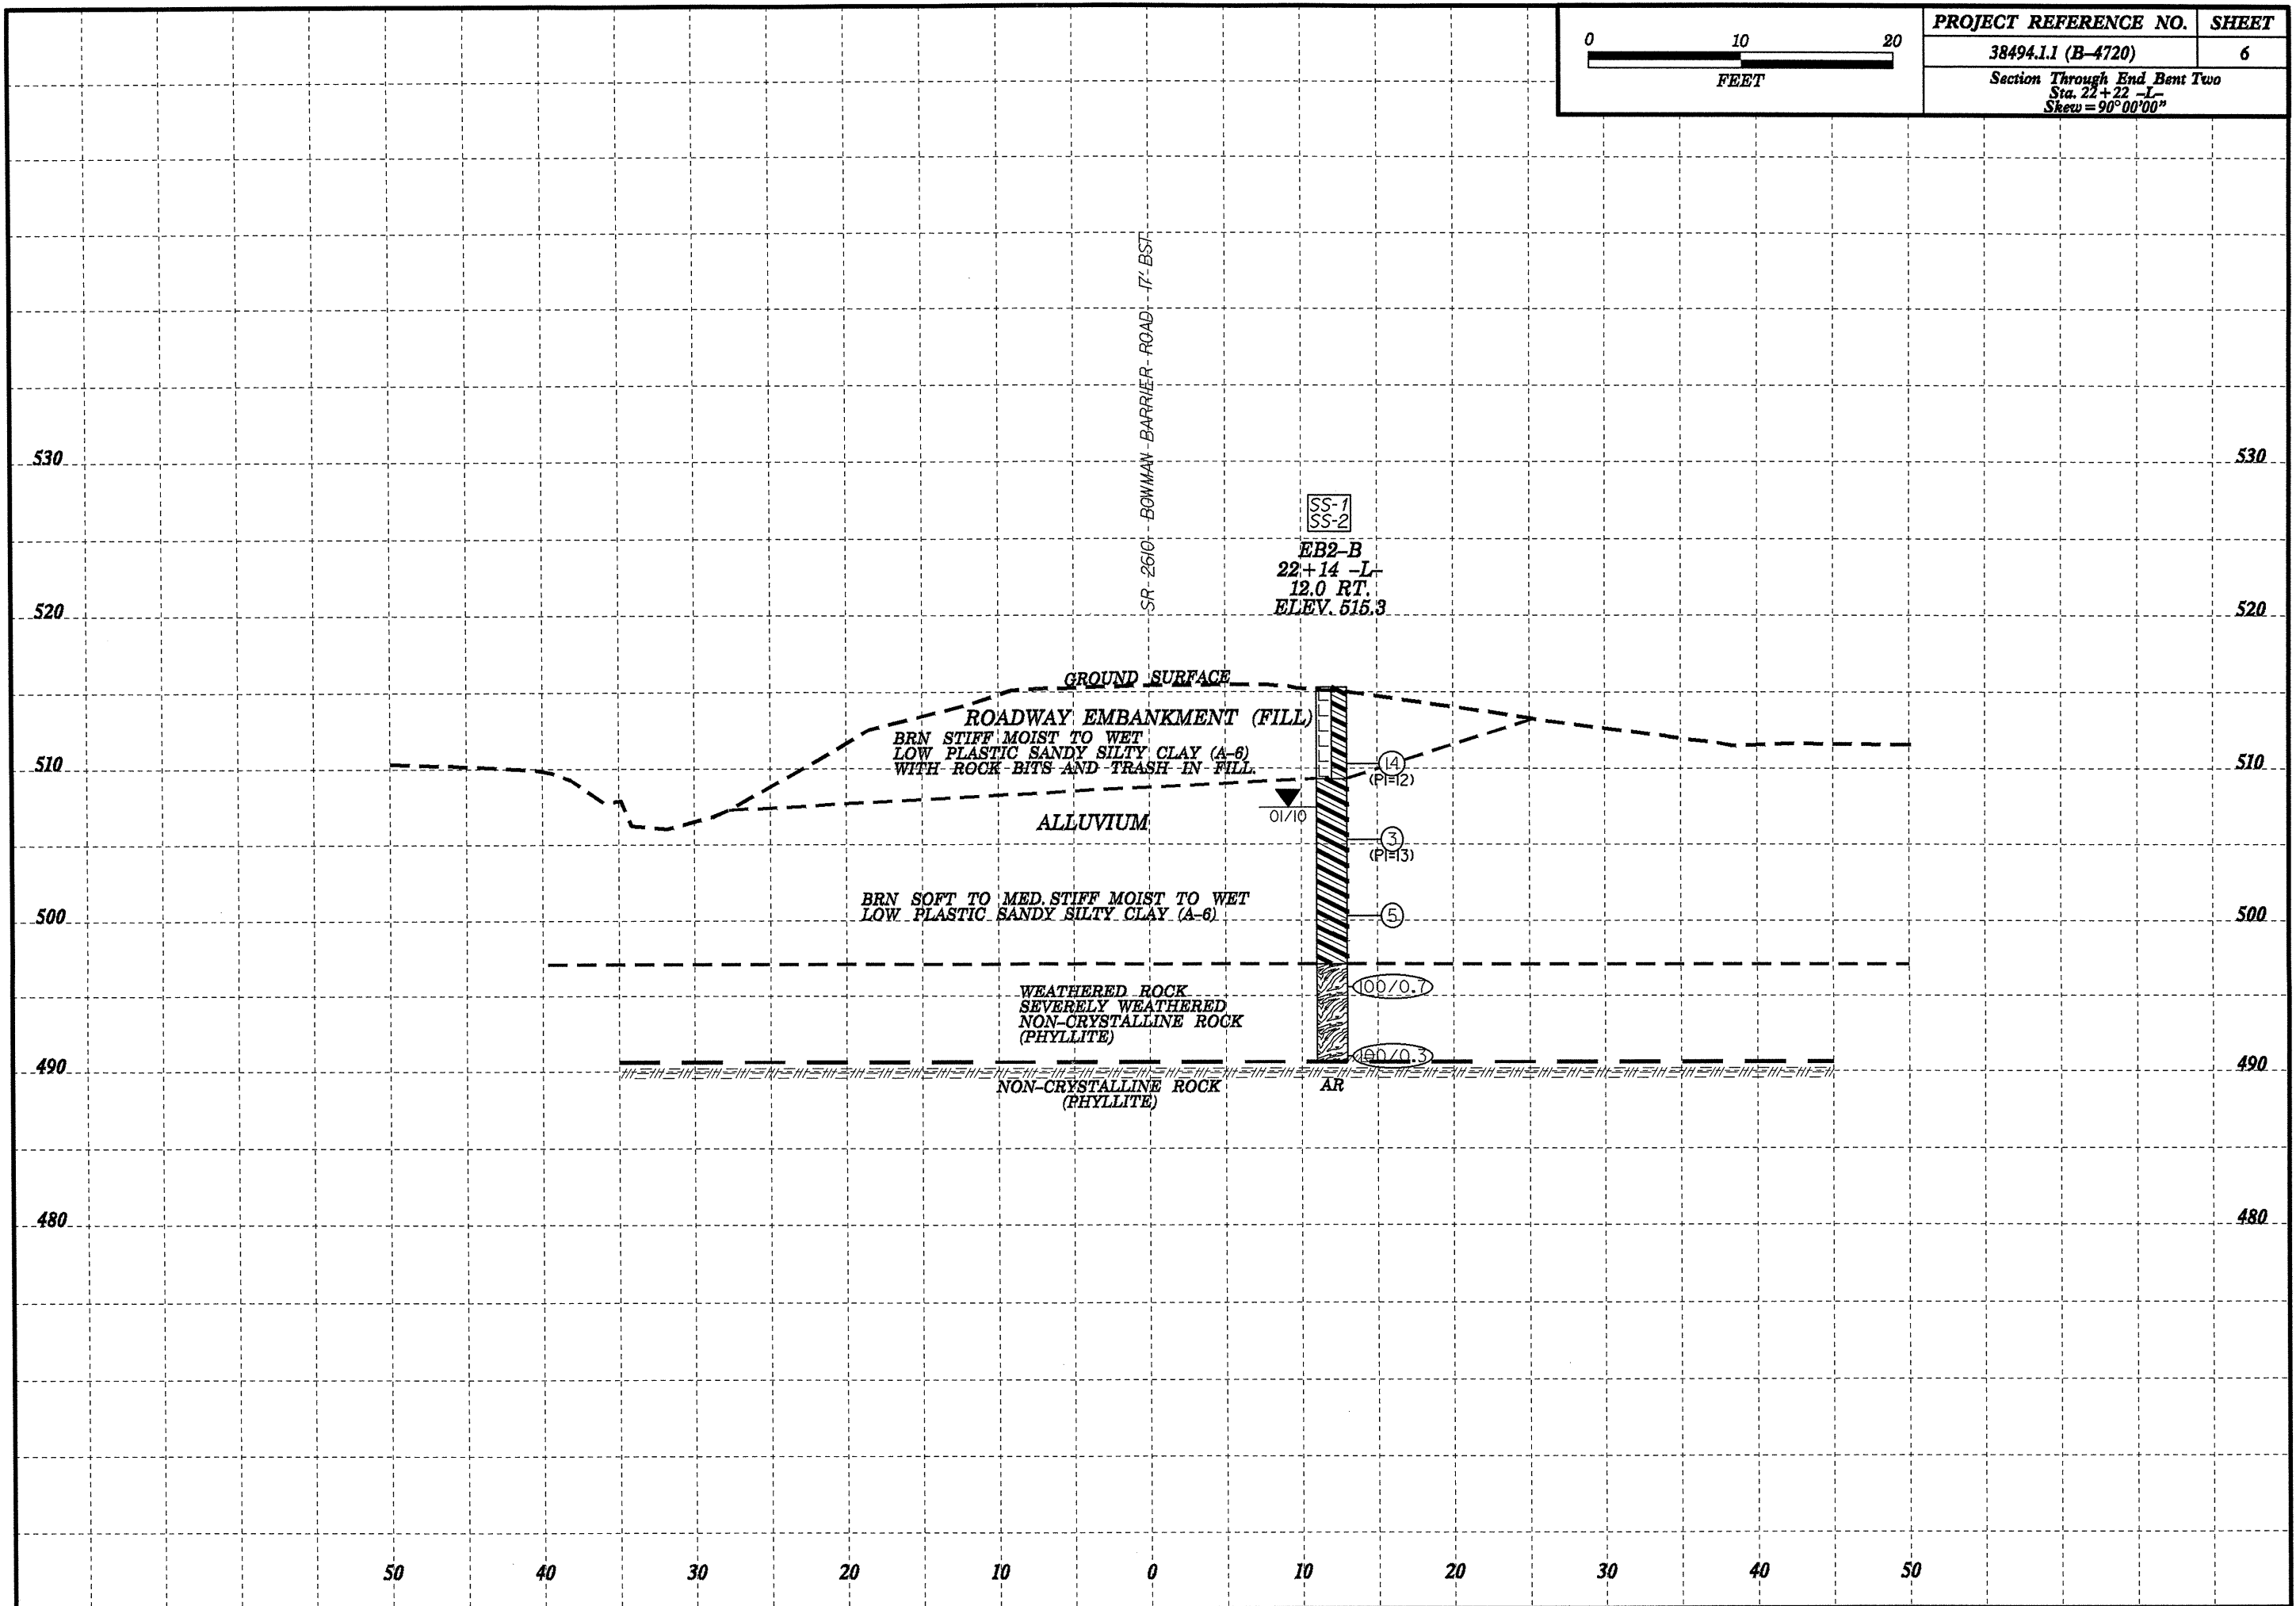 0 10 20
FEET
PROJECT REFERENCE NO. SHEET
38494.1.1 (B-4720) 6
Section Through End Bent Two
Sta. 22+22 -L-
Skew = 90°00'00"
SR 2610 BOWMAN BARRIER ROAD 17' BST
530 530
SS-1
SS-2
EB2-B
22+14 -L-
12.0 RT.
ELEV. 515.3
520 520
GROUND SURFACE
ROADWAY EMBANKMENT (FILL)
BRN STIFF MOIST TO WET
LOW PLASTIC SANDY SILTY CLAY (A-6)
WITH ROCK BITS AND TRASH IN FILL.
510 14 510
(PI=12)
01/10
ALLUVIUM
3
(PI=13)
BRN SOFT TO MED. STIFF MOIST TO WET
LOW PLASTIC SANDY SILTY CLAY (A-6)
500 5 500
100/0.7
WEATHERED ROCK
SEVERELY WEATHERED
NON-CRYSTALLINE ROCK
(PHYLLITE)
100/0.3
490 490
NON-CRYSTALLINE ROCK
(PHYLLITE)
AR
480 480
50 40 30 20 10 0 10 20 30 40 50